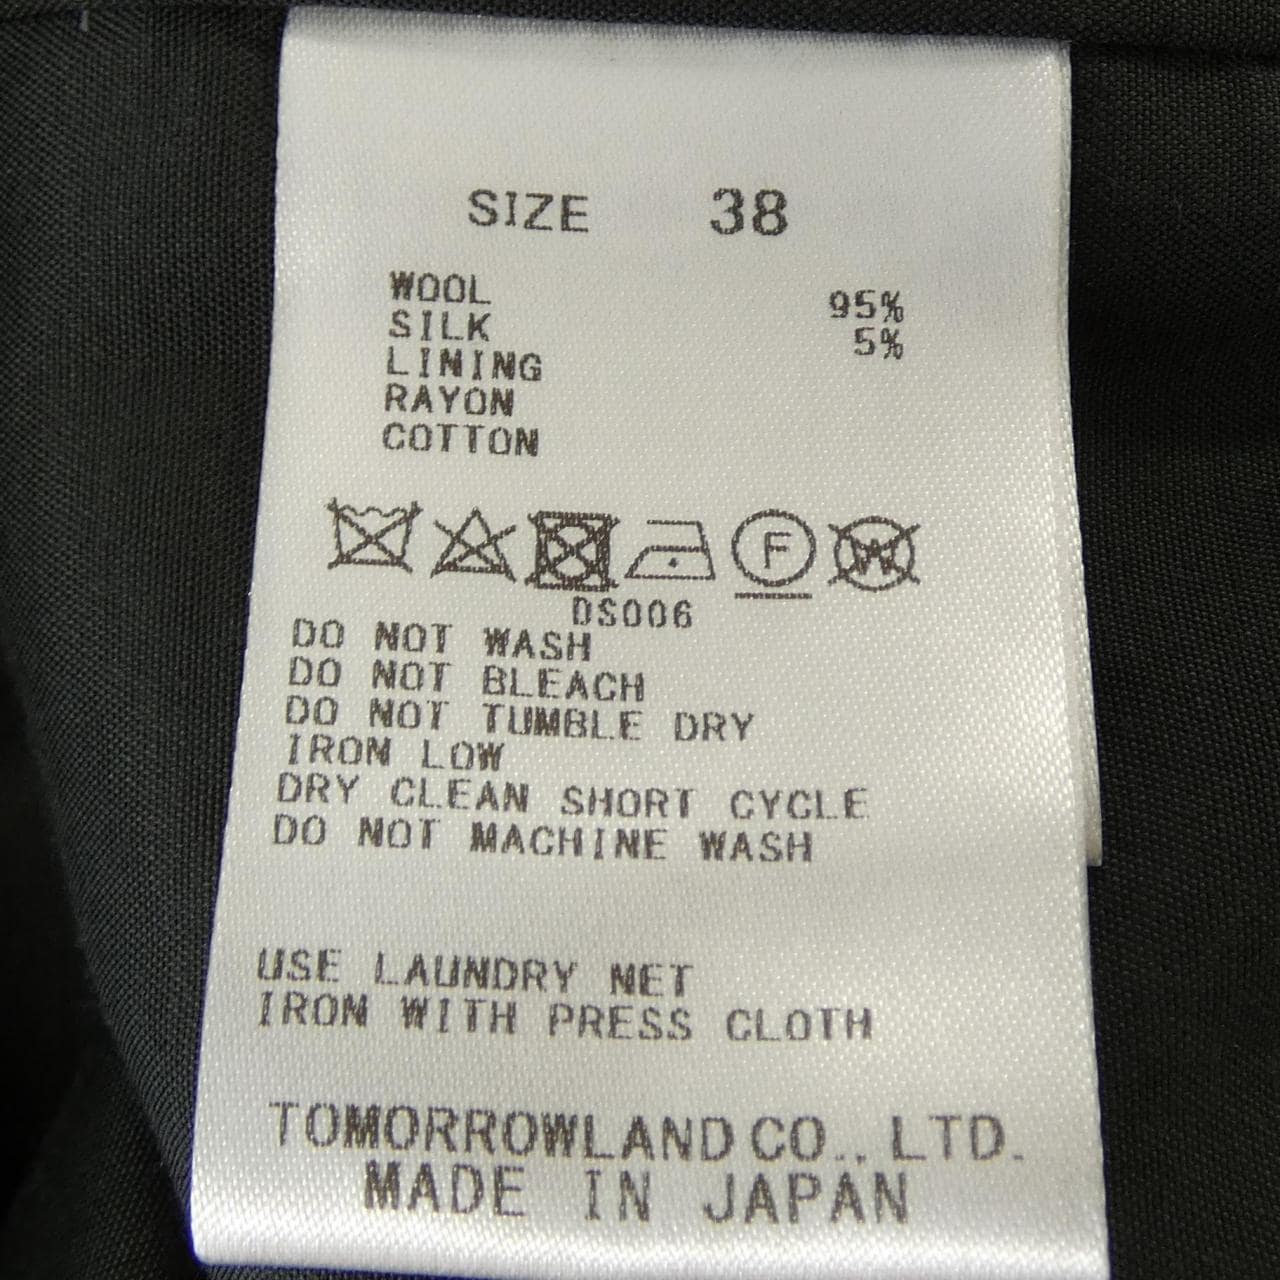 SIZE 38
WOOL 95%
SILK 5%
LINING
RAYON
COTTON
F W
DS006
DO NOT WASH
DO NOT BLEACH
DO NOT TUMBLE DRY
IRON LOW
DRY CLEAN SHORT CYCLE
DO NOT MACHINE WASH
USE LAUNDRY NET
IRON WITH PRESS CLOTH
TOMORROWLAND CO., LTD.
MADE IN JAPAN